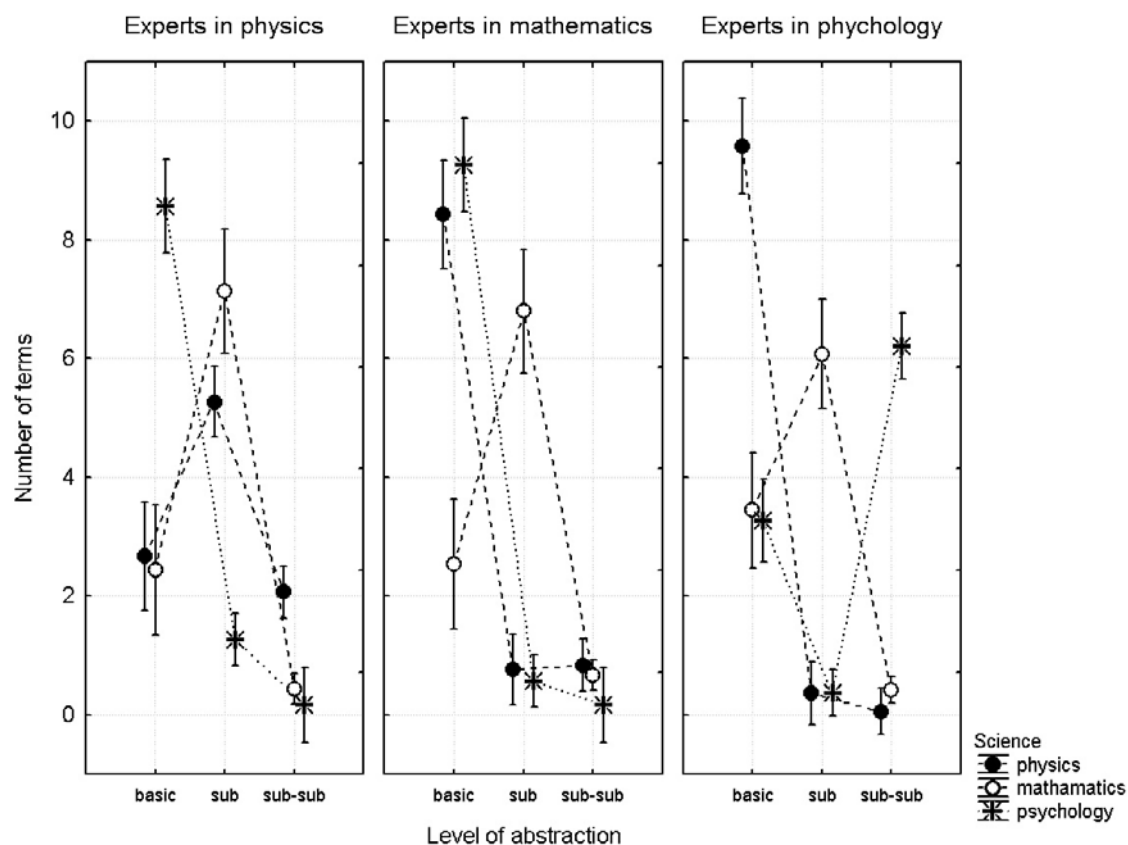 Experts in physics
Experts in mathematics
Experts in phychology
Number of terms
10
8
6
4
2
0
basic
sub
sub-sub
basic
sub
sub-sub
basic
sub
sub-sub
Level of abstraction
Science
physics
mathamatics
psychology